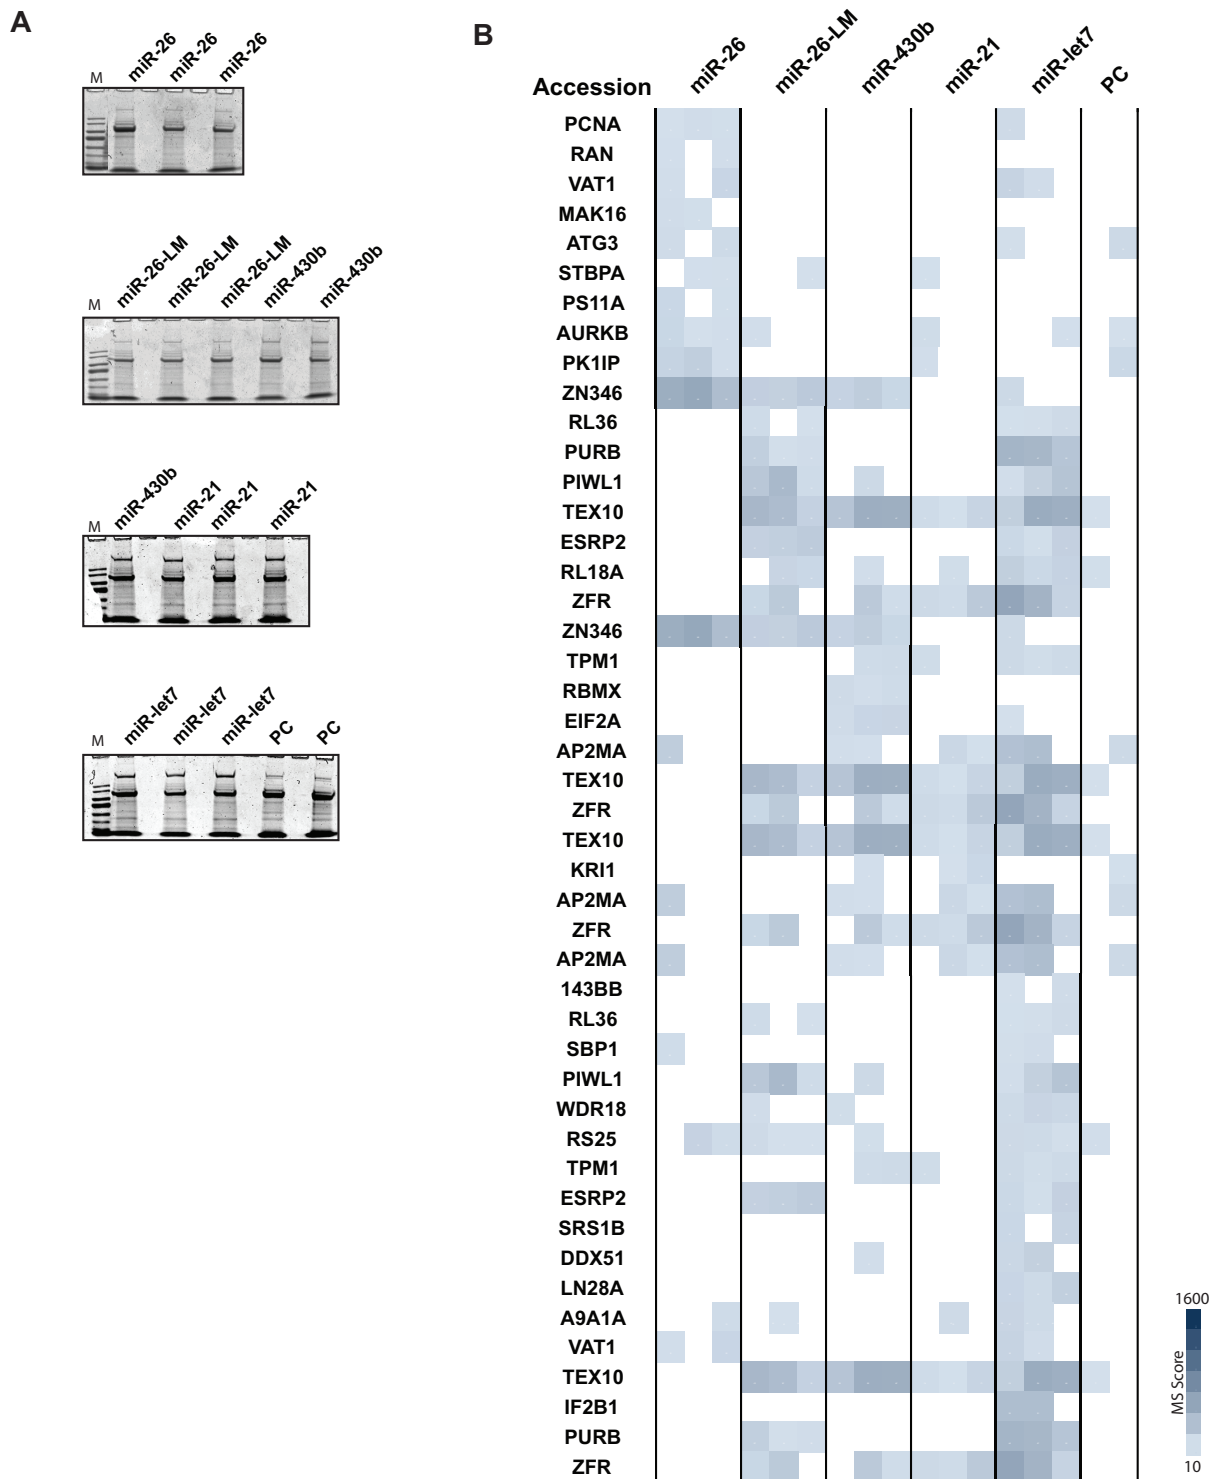 A
miR-26 miR-26 miR-26
M
miR-26-LM miR-26-LM miR-26-LM miR-430b miR-430b
M
miR-430b miR-21 miR-21 miR-21
M
miR-let7 miR-let7 miR-let7 PC PC
M
B
Accession miR-26 miR-26-LM miR-430b miR-21 miR-let7 PC
PCNA
RAN
VAT1
MAK16
ATG3
STBPA
PS11A
AURKB
PK1IP
ZN346
RL36
PURB
PIWL1
TEX10
ESRP2
RL18A
ZFR
ZN346
TPM1
RBMX
EIF2A
AP2MA
TEX10
ZFR
TEX10
KRI1
AP2MA
ZFR
AP2MA
143BB
RL36
SBP1
PIWL1
WDR18
RS25
TPM1
ESRP2
SRS1B
DDX51
LN28A
A9A1A
VAT1
TEX10
IF2B1
PURB
ZFR
1600
MS Score
10